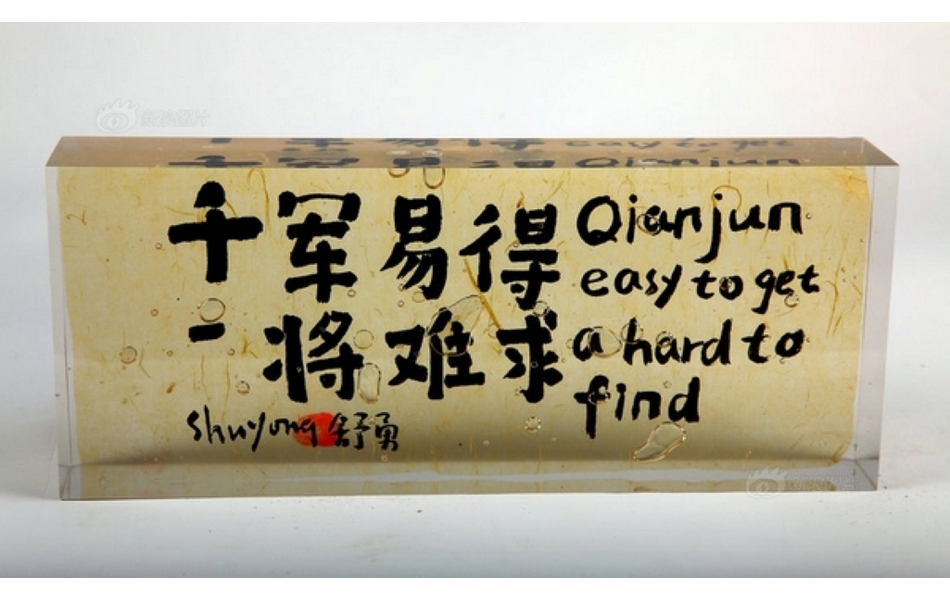 千军易得
一将难求
Qianjun
easy to get
a hard to
find
shuyong 舒勇